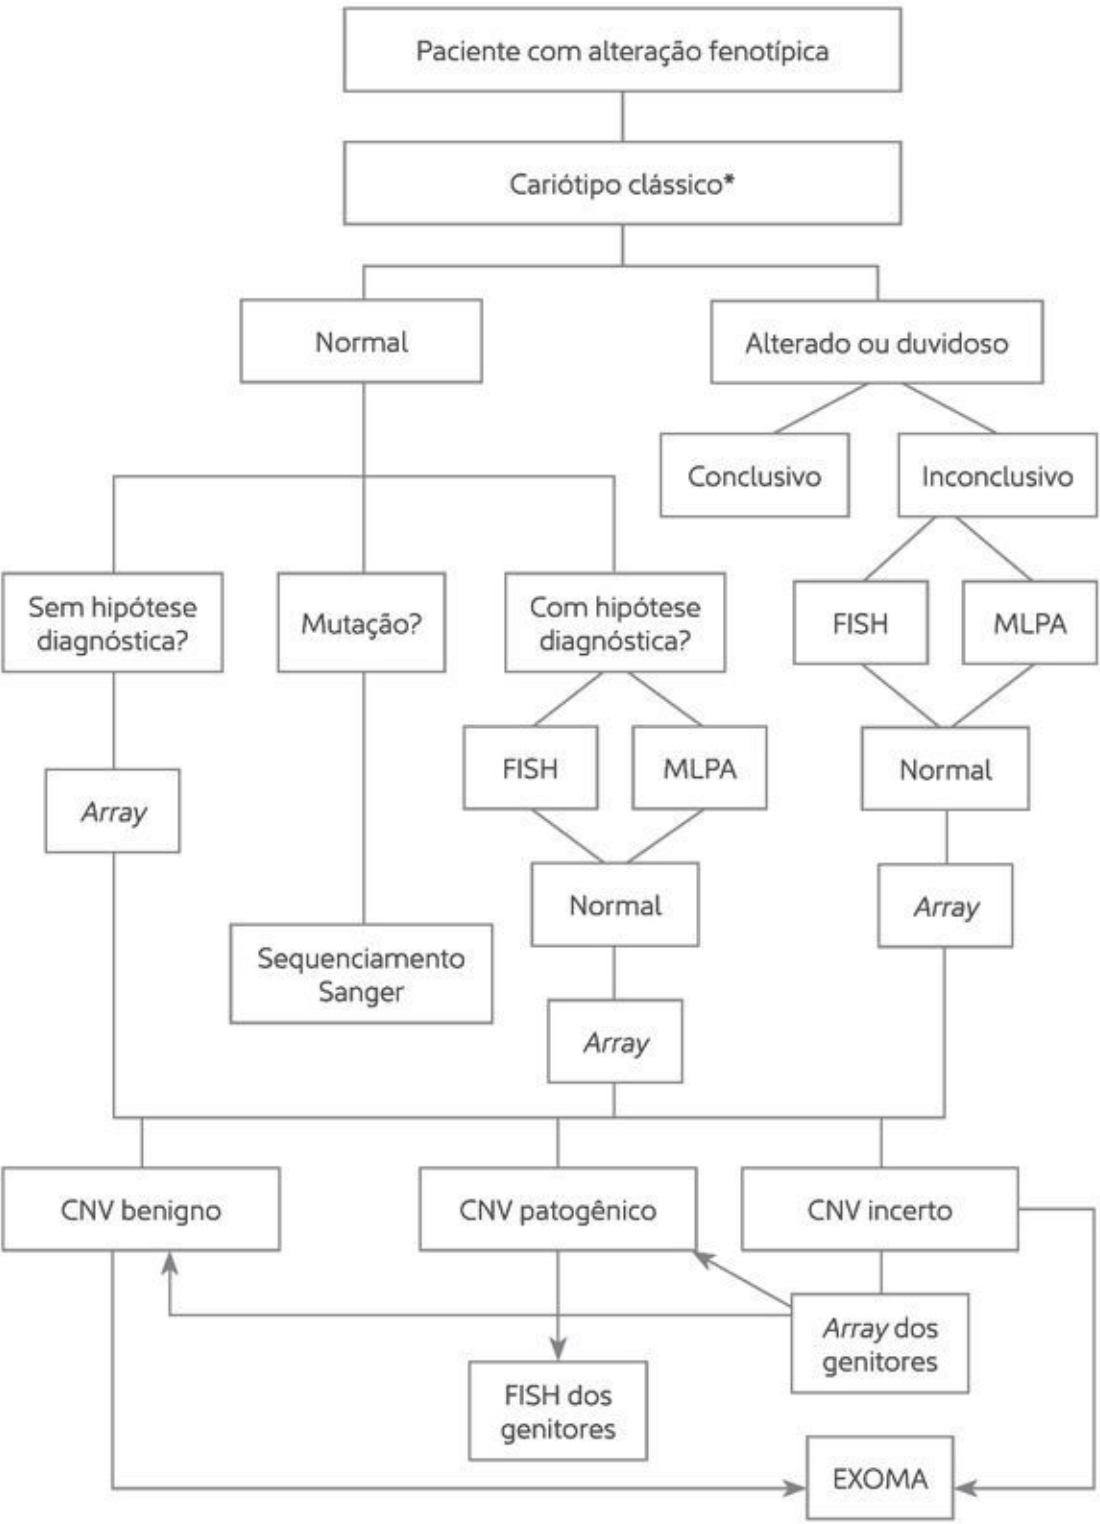 Paciente com alteração fenotípica
Cariótipo clássico*
Normal
Alterado ou duvidoso
Conclusivo
Inconclusivo
Sem hipótese
diagnóstica?
Mutação?
Com hipótese
diagnóstica?
FISH
MLPA
FISH
MLPA
Normal
Array
Normal
Array
Sequenciamento
Sanger
Array
CNV benigno
CNV patogênico
CNV incerto
Array dos
genitores
FISH dos
genitores
EXOMA